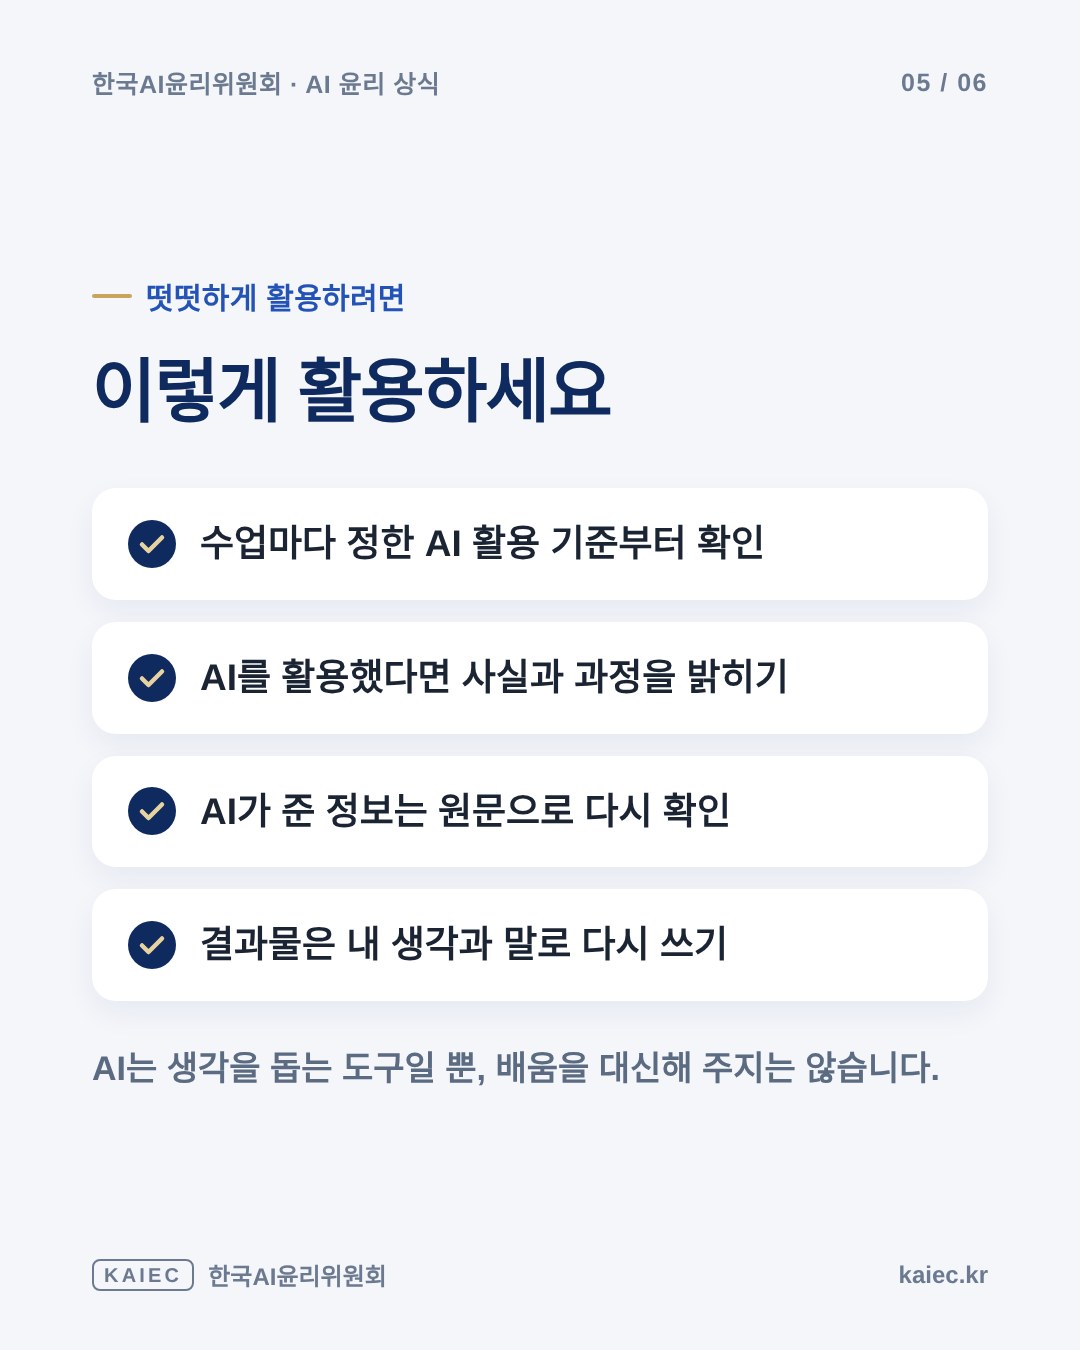 한국AI윤리위원회 · AI 윤리 상식
05 / 06
떳떳하게 활용하려면
이렇게 활용하세요
수업마다 정한 AI 활용 기준부터 확인
AI를 활용했다면 사실과 과정을 밝히기
AI가 준 정보는 원문으로 다시 확인
결과물은 내 생각과 말로 다시 쓰기
AI는 생각을 돕는 도구일 뿐, 배움을 대신해 주지는 않습니다.
KAIEC 한국AI윤리위원회
kaiec.kr